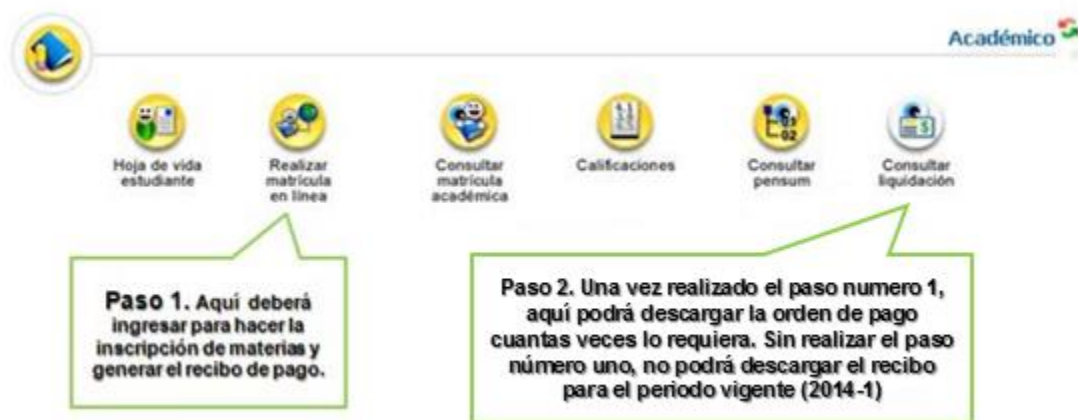 Académico
Hoja de vida
estudiante
Realizar
matrícula
en línea
Consultar
matrícula
académica
Calificaciones
Consultar
pensum
Consultar
liquidación
Paso 1. Aquí deberá
ingresar para hacer la
inscripción de materias y
generar el recibo de pago.
Paso 2. Una vez realizado el paso numero 1,
aquí podrá descargar la orden de pago
cuantas veces lo requiera. Sin realizar el paso
número uno, no podrá descargar el recibo
para el periodo vigente (2014-1)